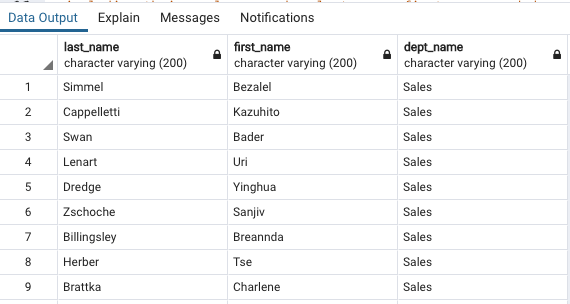 Data Output Explain Messages Notifications
last_name first_name dept_name
character varying (200) character varying (200) character varying (200)
1 Simmel Bezalel Sales
2 Cappelletti Kazuhito Sales
3 Swan Bader Sales
4 Lenart Uri Sales
5 Dredge Yinghua Sales
6 Zschoche Sanjiv Sales
7 Billingsley Breannda Sales
8 Herber Tse Sales
9 Brattka Charlene Sales